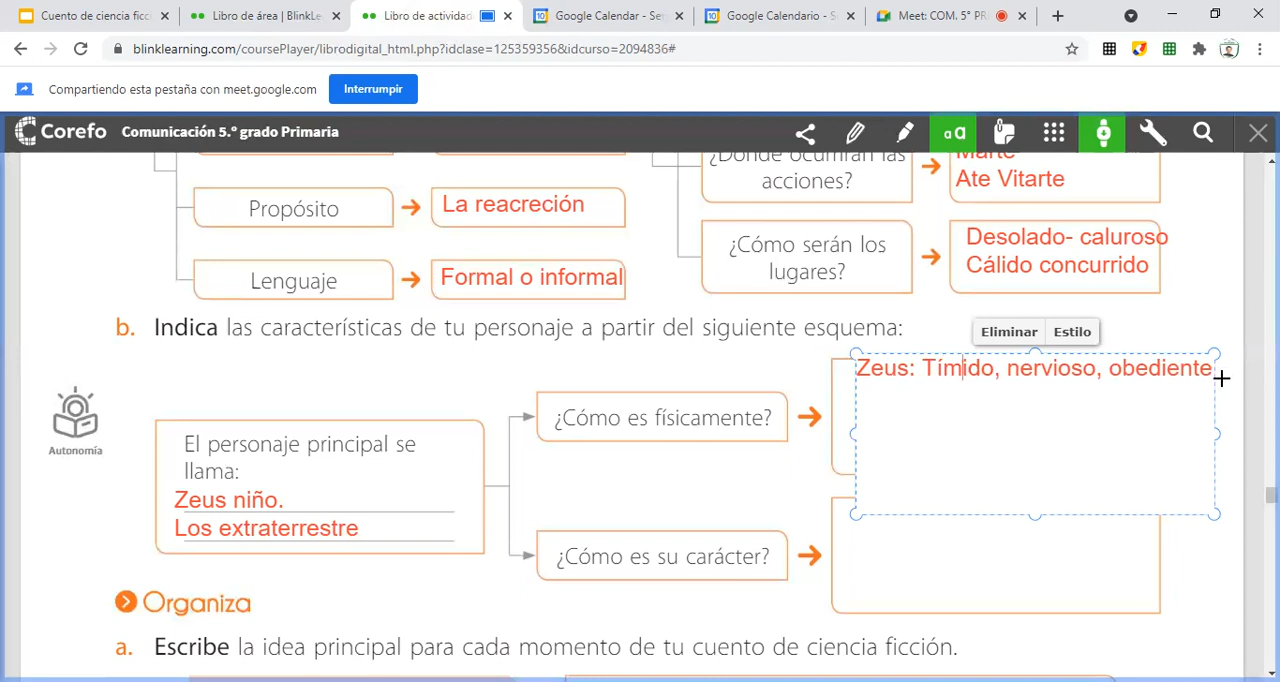 Cuento de ciencia ficci
Libro de área | BlinkLe
Libro de actividad
Google Calendar - Se
Google Calendario - S
Meet: COM. 5° PR
blinklearning.com/coursePlayer/librodigital_html.php?idclase=125359356&idcurso=2094836#
Compartiendo esta pestaña con meet.google.com
Interrumpir
Corefo
Comunicación 5.º grado Primaria
aa
¿Dónde ocurrirán las
acciones?
Marte
Ate Vitarte
Propósito
La reacreción
¿Cómo serán los
lugares?
Desolado- caluroso
Cálido concurrido
Lenguaje
Formal o informal
b. Indica las características de tu personaje a partir del siguiente esquema:
Eliminar
Estilo
Zeus: Tímido, nervioso, obediente
Autonomía
El personaje principal se
llama:
Zeus niño.
Los extraterrestre
¿Cómo es físicamente?
¿Cómo es su carácter?
Organiza
a. Escribe la idea principal para cada momento de tu cuento de ciencia ficción.